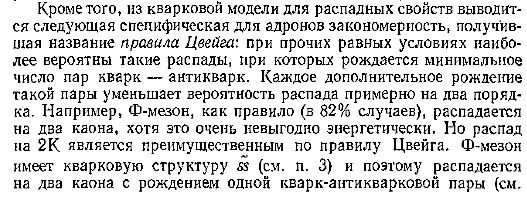 Кроме того, из кварковой модели для распадных свойств выводит-
ся следующая специфическая для адронов закономерность, получив-
шая название правила Цвейга: при прочих равных условиях наибо-
лее вероятны такие распады, при которых рождается минимальное
число пар кварк — антикварк. Каждое дополнительное рождение
такой пары уменьшает вероятность распада примерно на два поряд-
ка. Например, Ф-мезон, как правило (в 82% случаев), распадается
на два каона, хотя это очень невыгодно энергетически. Но распад
на 2К является преимущественным по правилу Цвейга. Ф-мезон
имеет кварковую структуру s̃s (см. п. 3) и поэтому распадается
на два каона с рождением одной кварк-антикварковой пары (см.